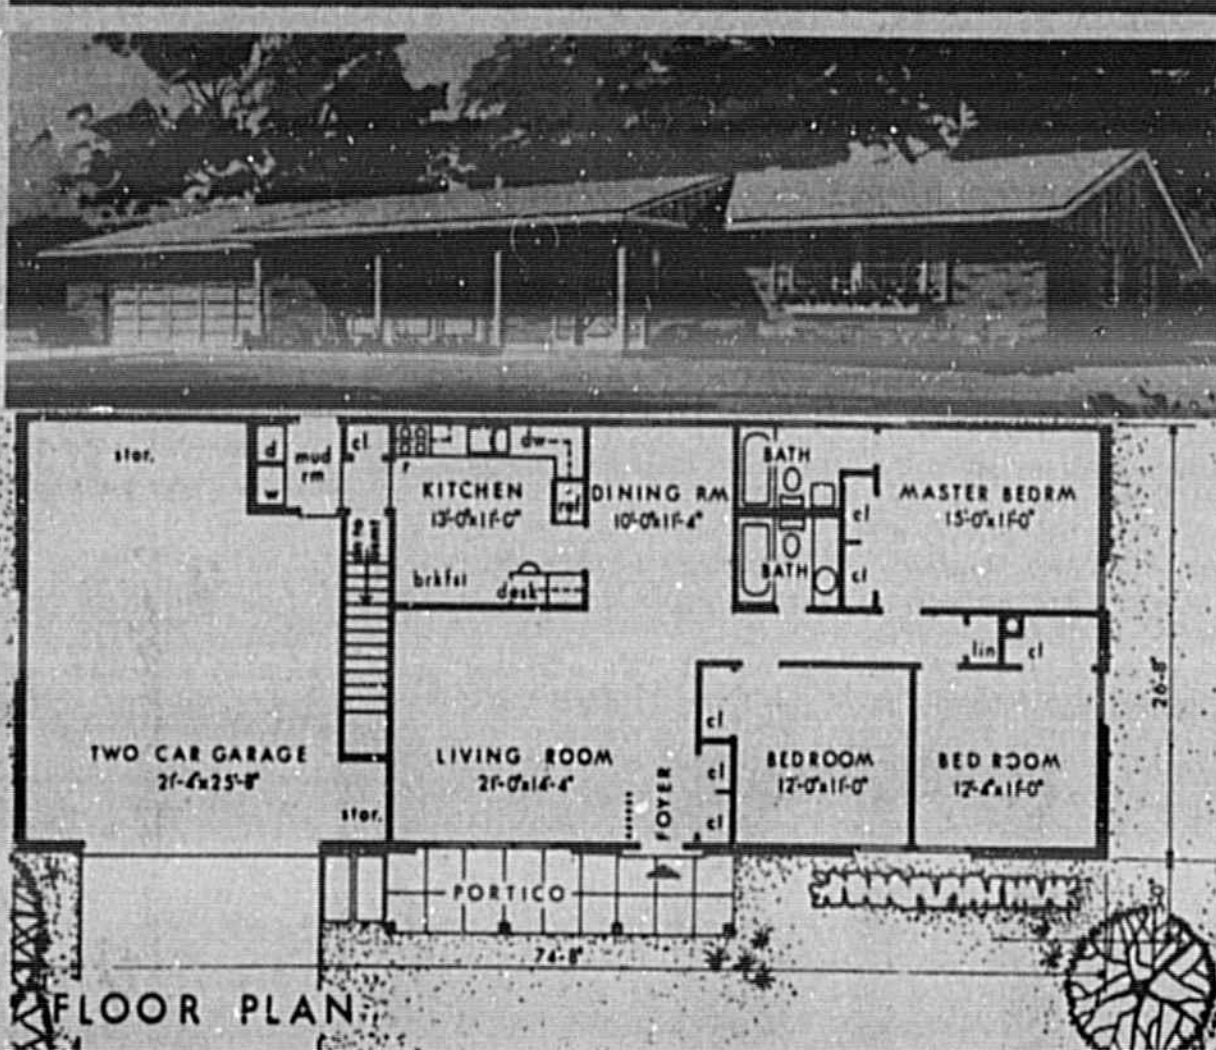 stor.
d
w
mud
rm
cl
r
dw
ref
KITCHEN
13'-0"x11'-0"
brkfst
desk
DINING RM
10'-0"x11'-4"
BATH
BATH
cl
cl
MASTER BEDRM
15'-0"x11'-0"
lin
cl
26'-8"
TWO CAR GARAGE
21'-4"x25'-8"
stor.
LIVING ROOM
21'-0"x14'-4"
FOYER
cl
cl
cl
BEDROOM
12'-0"x11'-0"
BED ROOM
12'-4"x11'-0"
PORTICO
74'-8"
FLOOR PLAN